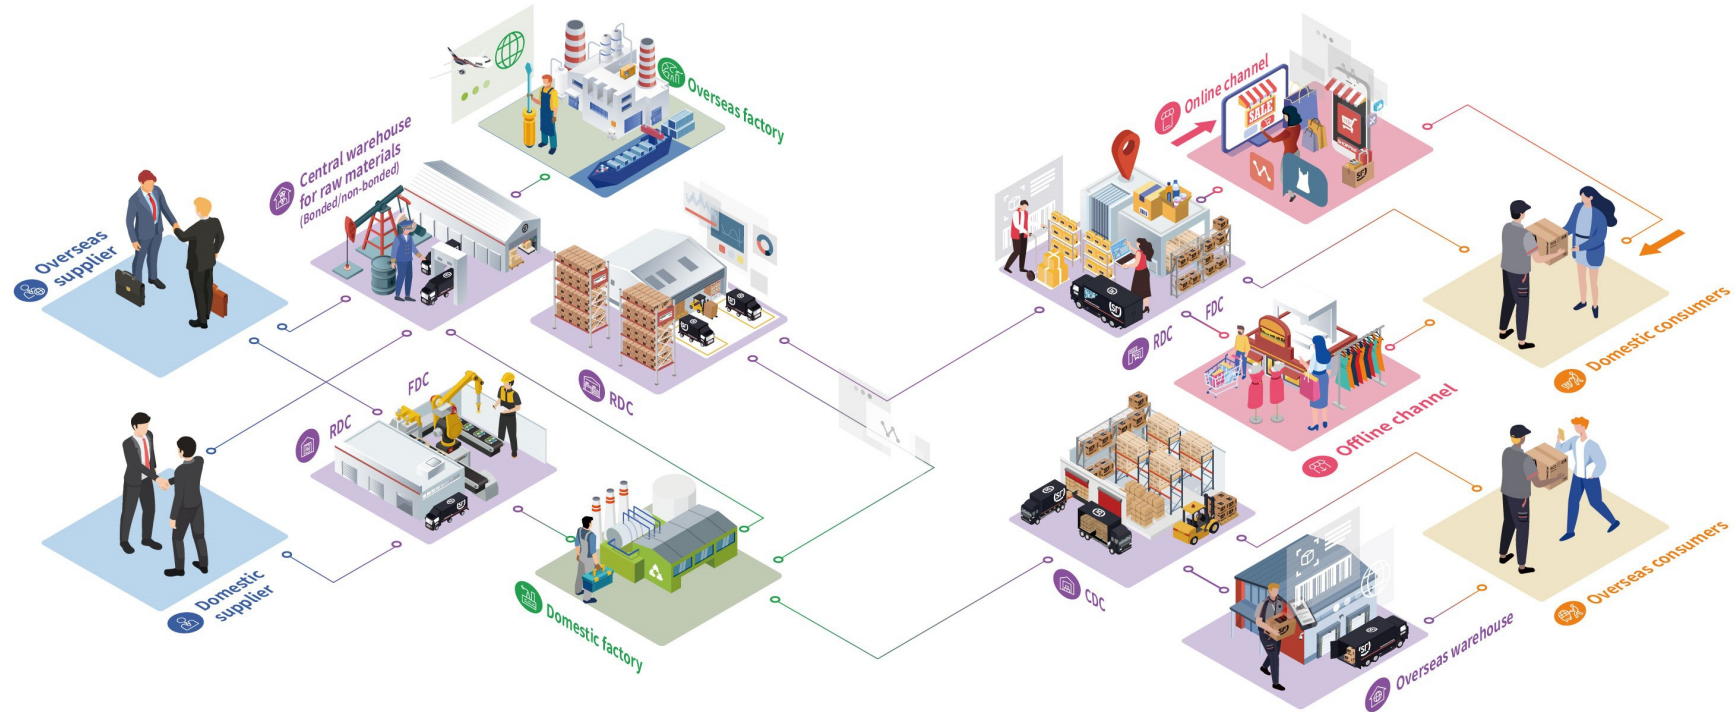 Overseas factory
Online channel
Central warehouse
for raw materials
(Bonded/non-bonded)
SALE
Overseas
supplier
RDC
FDC
Domestic consumers
RDC
FDC
RDC
Offline channel
CDC
Overseas consumers
Domestic
supplier
Domestic factory
Overseas warehouse